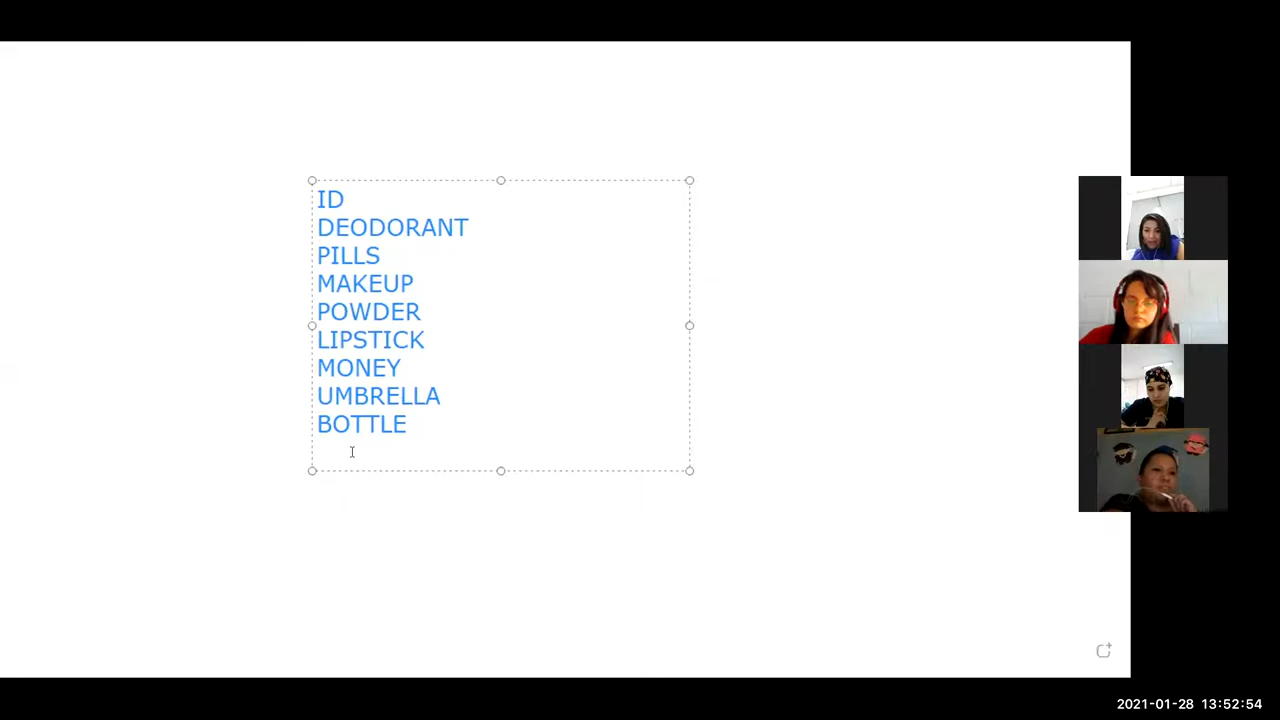 ID
DEODORANT
PILLS
MAKEUP
POWDER
LIPSTICK
MONEY
UMBRELLA
BOTTLE
2021-01-28 13:52:54